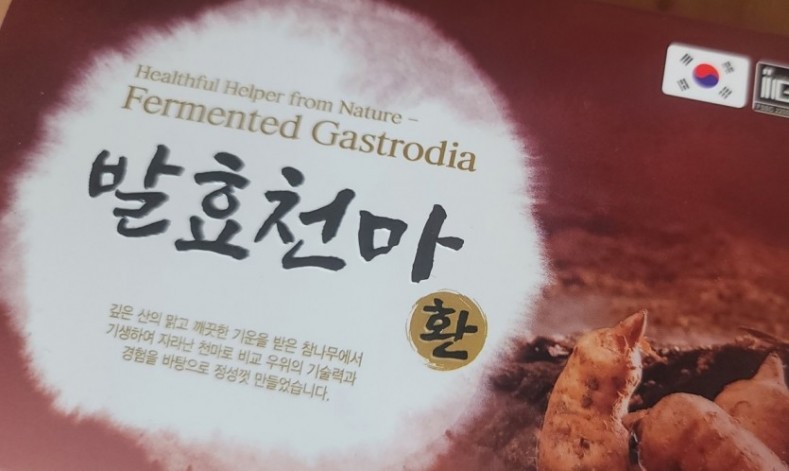 Healthful Helper from Nature –
Fermented Gastrodia
발효천마
환
깊은 산의 맑고 깨끗한 기운을 받은 참나무에서
기생하여 자라난 천마로 비교 우위의 기술력과
경험을 바탕으로 정성껏 만들었습니다.